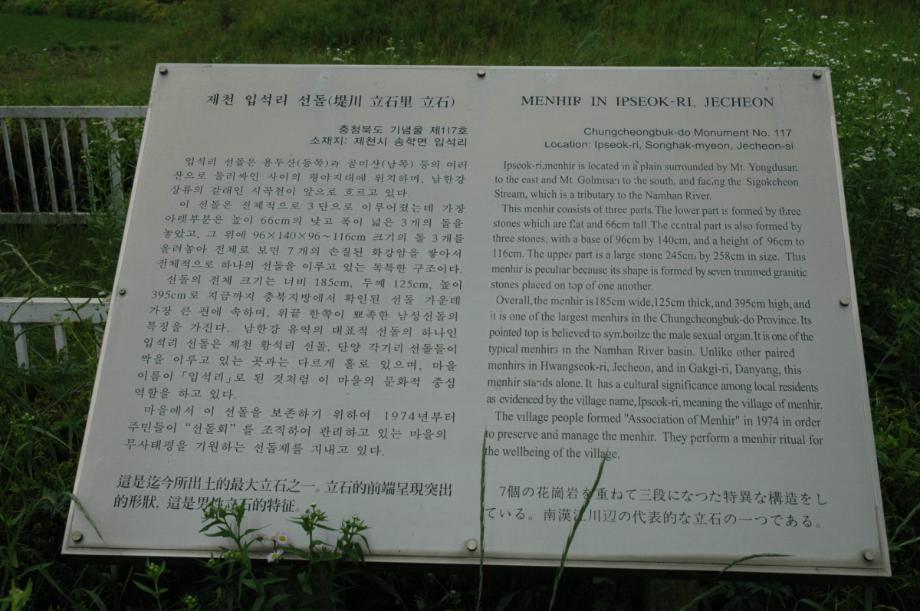 제천 입석리 선돌(堤川 立石里 立石)
충청북도 기념물 제117호
소재지: 제천시 송학면 입석리
입석리 선돌은 용두산(동쪽)과 골미산(남쪽) 등의 여러
산으로 둘러싸인 사이의 평야지대에 위치하며, 남한강
상류의 갈래인 시곡천이 앞으로 흐르고 있다.
이 선돌은 전체적으로 3단으로 이루어졌는데 가장
아랫부분은 높이 66cm의 낮고 폭이 넓은 3개의 돌을
놓았고, 그 위에 96×140×96~116cm 크기의 돌 3개를
올려놓아 전체로 보면 7개의 손질된 화강암을 쌓아서
전체적으로 하나의 선돌을 이루고 있는 독특한 구조이다.
선돌의 전체 크기는 너비 185cm, 두께 125cm, 높이
395cm로 지금까지 충북지방에서 확인된 선돌 가운데
가장 큰 편에 속하며, 위끝 한쪽이 뾰족한 남성선돌의
특징을 가진다. 남한강 유역의 대표적 선돌의 하나인
입석리 선돌은 제천 황석리 선돌, 단양 각기리 선돌들이
짝을 이루고 있는 곳과는 다르게 홀로 있으며, 마을
이름이 「입석리」로 된 것처럼 이 마을의 문화적 중심
역할을 하고 있다.
마을에서 이 선돌을 보존하기 위하여 1974년부터
주민들이 “선돌회” 를 조직하여 관리하고 있는 마을의
무사태평을 기원하는 선돌제를 지내고 있다.
這是迄今所出土的最大立石之一。立石的前端呈現突出
的形狀, 這是男性立石的特征。
MENHIR IN IPSEOK-RI, JECHEON
Chungcheongbuk-do Monument No. 117
Location: Ipseok-ri, Songhak-myeon, Jecheon-si
Ipseok-ri,menhir is located in a plain surrounded by Mt. Yongdusan
to the east and Mt. Golmisan to the south, and facing the Sigokcheon
Stream, which is a tributary to the Namhan River.
This menhir consists of three parts. The lower part is formed by three
stones which are flat and 66cm tall. The central part is also formed by
three stones, with a base of 96cm by 140cm, and a height of 96cm to
116cm. The upper part is a large stone 245cm by 258cm in size. This
menhir is peculiar because its shape is formed by seven trimmed granitic
stones placed on top of one another.
Overall, the menhir is 185cm wide, 125cm thick, and 395cm high, and
it is one of the largest menhirs in the Chungcheongbuk-do Province. Its
pointed top is believed to symbolize the male sexual organ. It is one of the
typical menhirs in the Namhan River basin. Unlike other paired
menhirs in Hwangseok-ri, Jecheon, and in Gakgi-ri, Danyang, this
menhir stands alone. It has a cultural significance among local residents
as evidenced by the village name, Ipseok-ri, meaning the village of menhir.
The village people formed "Association of Menhir" in 1974 in order
to preserve and manage the menhir. They perform a menhir ritual for
the wellbeing of the village.
7個の花崗岩を重ねて三段になった特異な構造をし
ている。南漢江川辺の代表的な立石の一つである。